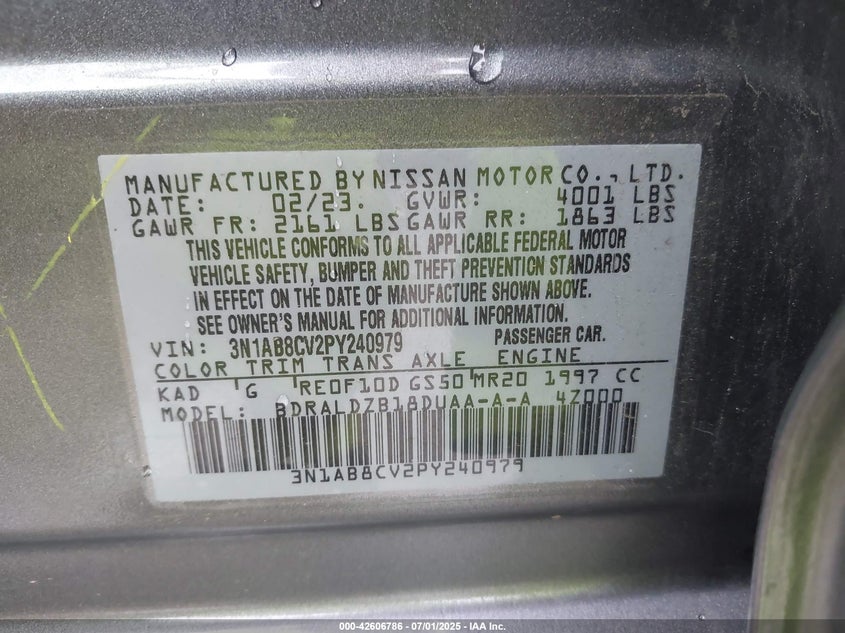 MANUFACTURED BY NISSAN MOTOR CO., LTD.
DATE: 02/23. GVWR: 4001 LBS
GAWR FR: 2161 LBS GAWR RR: 1863 LBS
THIS VEHICLE CONFORMS TO ALL APPLICABLE FEDERAL MOTOR
VEHICLE SAFETY, BUMPER AND THEFT PREVENTION STANDARDS
IN EFFECT ON THE DATE OF MANUFACTURE SHOWN ABOVE.
SEE OWNER'S MANUAL FOR ADDITIONAL INFORMATION
VIN: 3N1AB8CV2PY240979 PASSENGER CAR.
COLOR TRIM TRANS AXLE ENGINE
KAD G RE0F10D GS50 MR20 1997 CC
MODEL: BDRALDZB18DUAA-A-A 4Z000
3N1AB8CV2PY240979
000-42606786 - 07/01/2025 - IAA Inc.